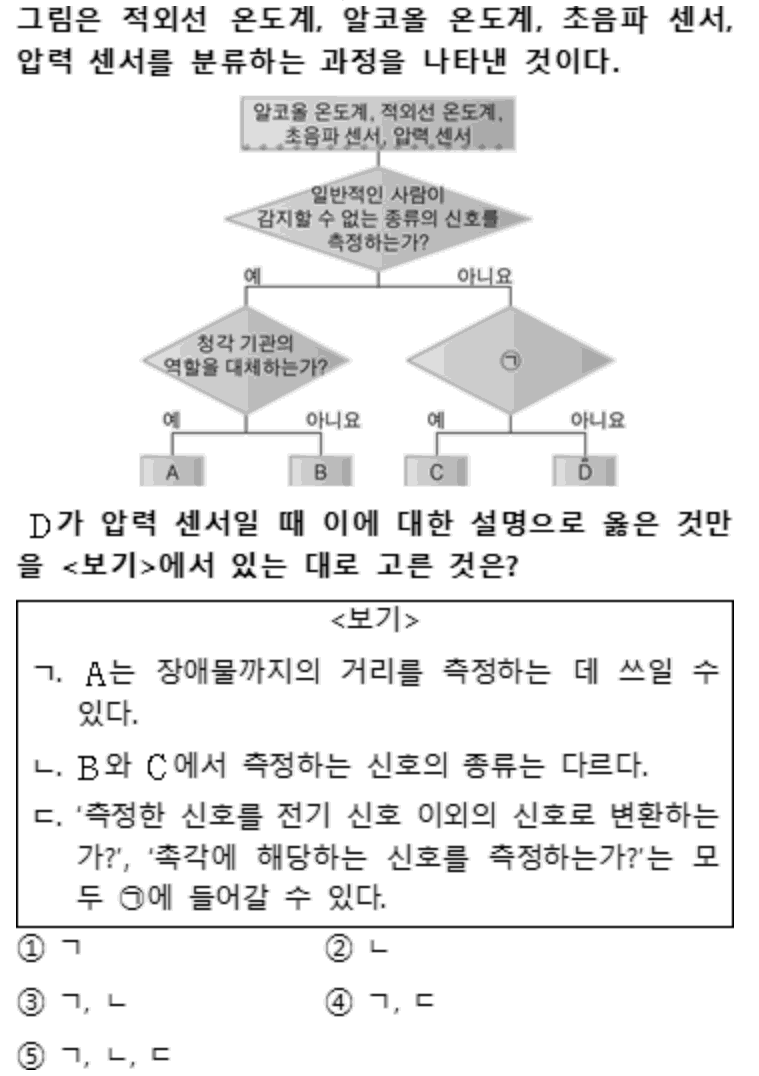 그림은 적외선 온도계, 알코올 온도계, 초음파 센서,
압력 센서를 분류하는 과정을 나타낸 것이다.
알코올 온도계, 적외선 온도계,
초음파 센서, 압력 센서
일반적인 사람이
감지할 수 없는 종류의 신호를
측정하는가?
예 아니요
청각 기관의
역할을 대체하는가?
㉠
예 아니요 예 아니요
A B C D
D가 압력 센서일 때 이에 대한 설명으로 옳은 것만
을 <보기>에서 있는 대로 고른 것은?
<보기>
ㄱ. A는 장애물까지의 거리를 측정하는 데 쓰일 수
있다.
ㄴ. B와 C에서 측정하는 신호의 종류는 다르다.
ㄷ. ‘측정한 신호를 전기 신호 이외의 신호로 변환하는
가?’, ‘촉각에 해당하는 신호를 측정하는가?’는 모
두 ㉠에 들어갈 수 있다.
① ㄱ ② ㄴ
③ ㄱ, ㄴ ④ ㄱ, ㄷ
⑤ ㄱ, ㄴ, ㄷ